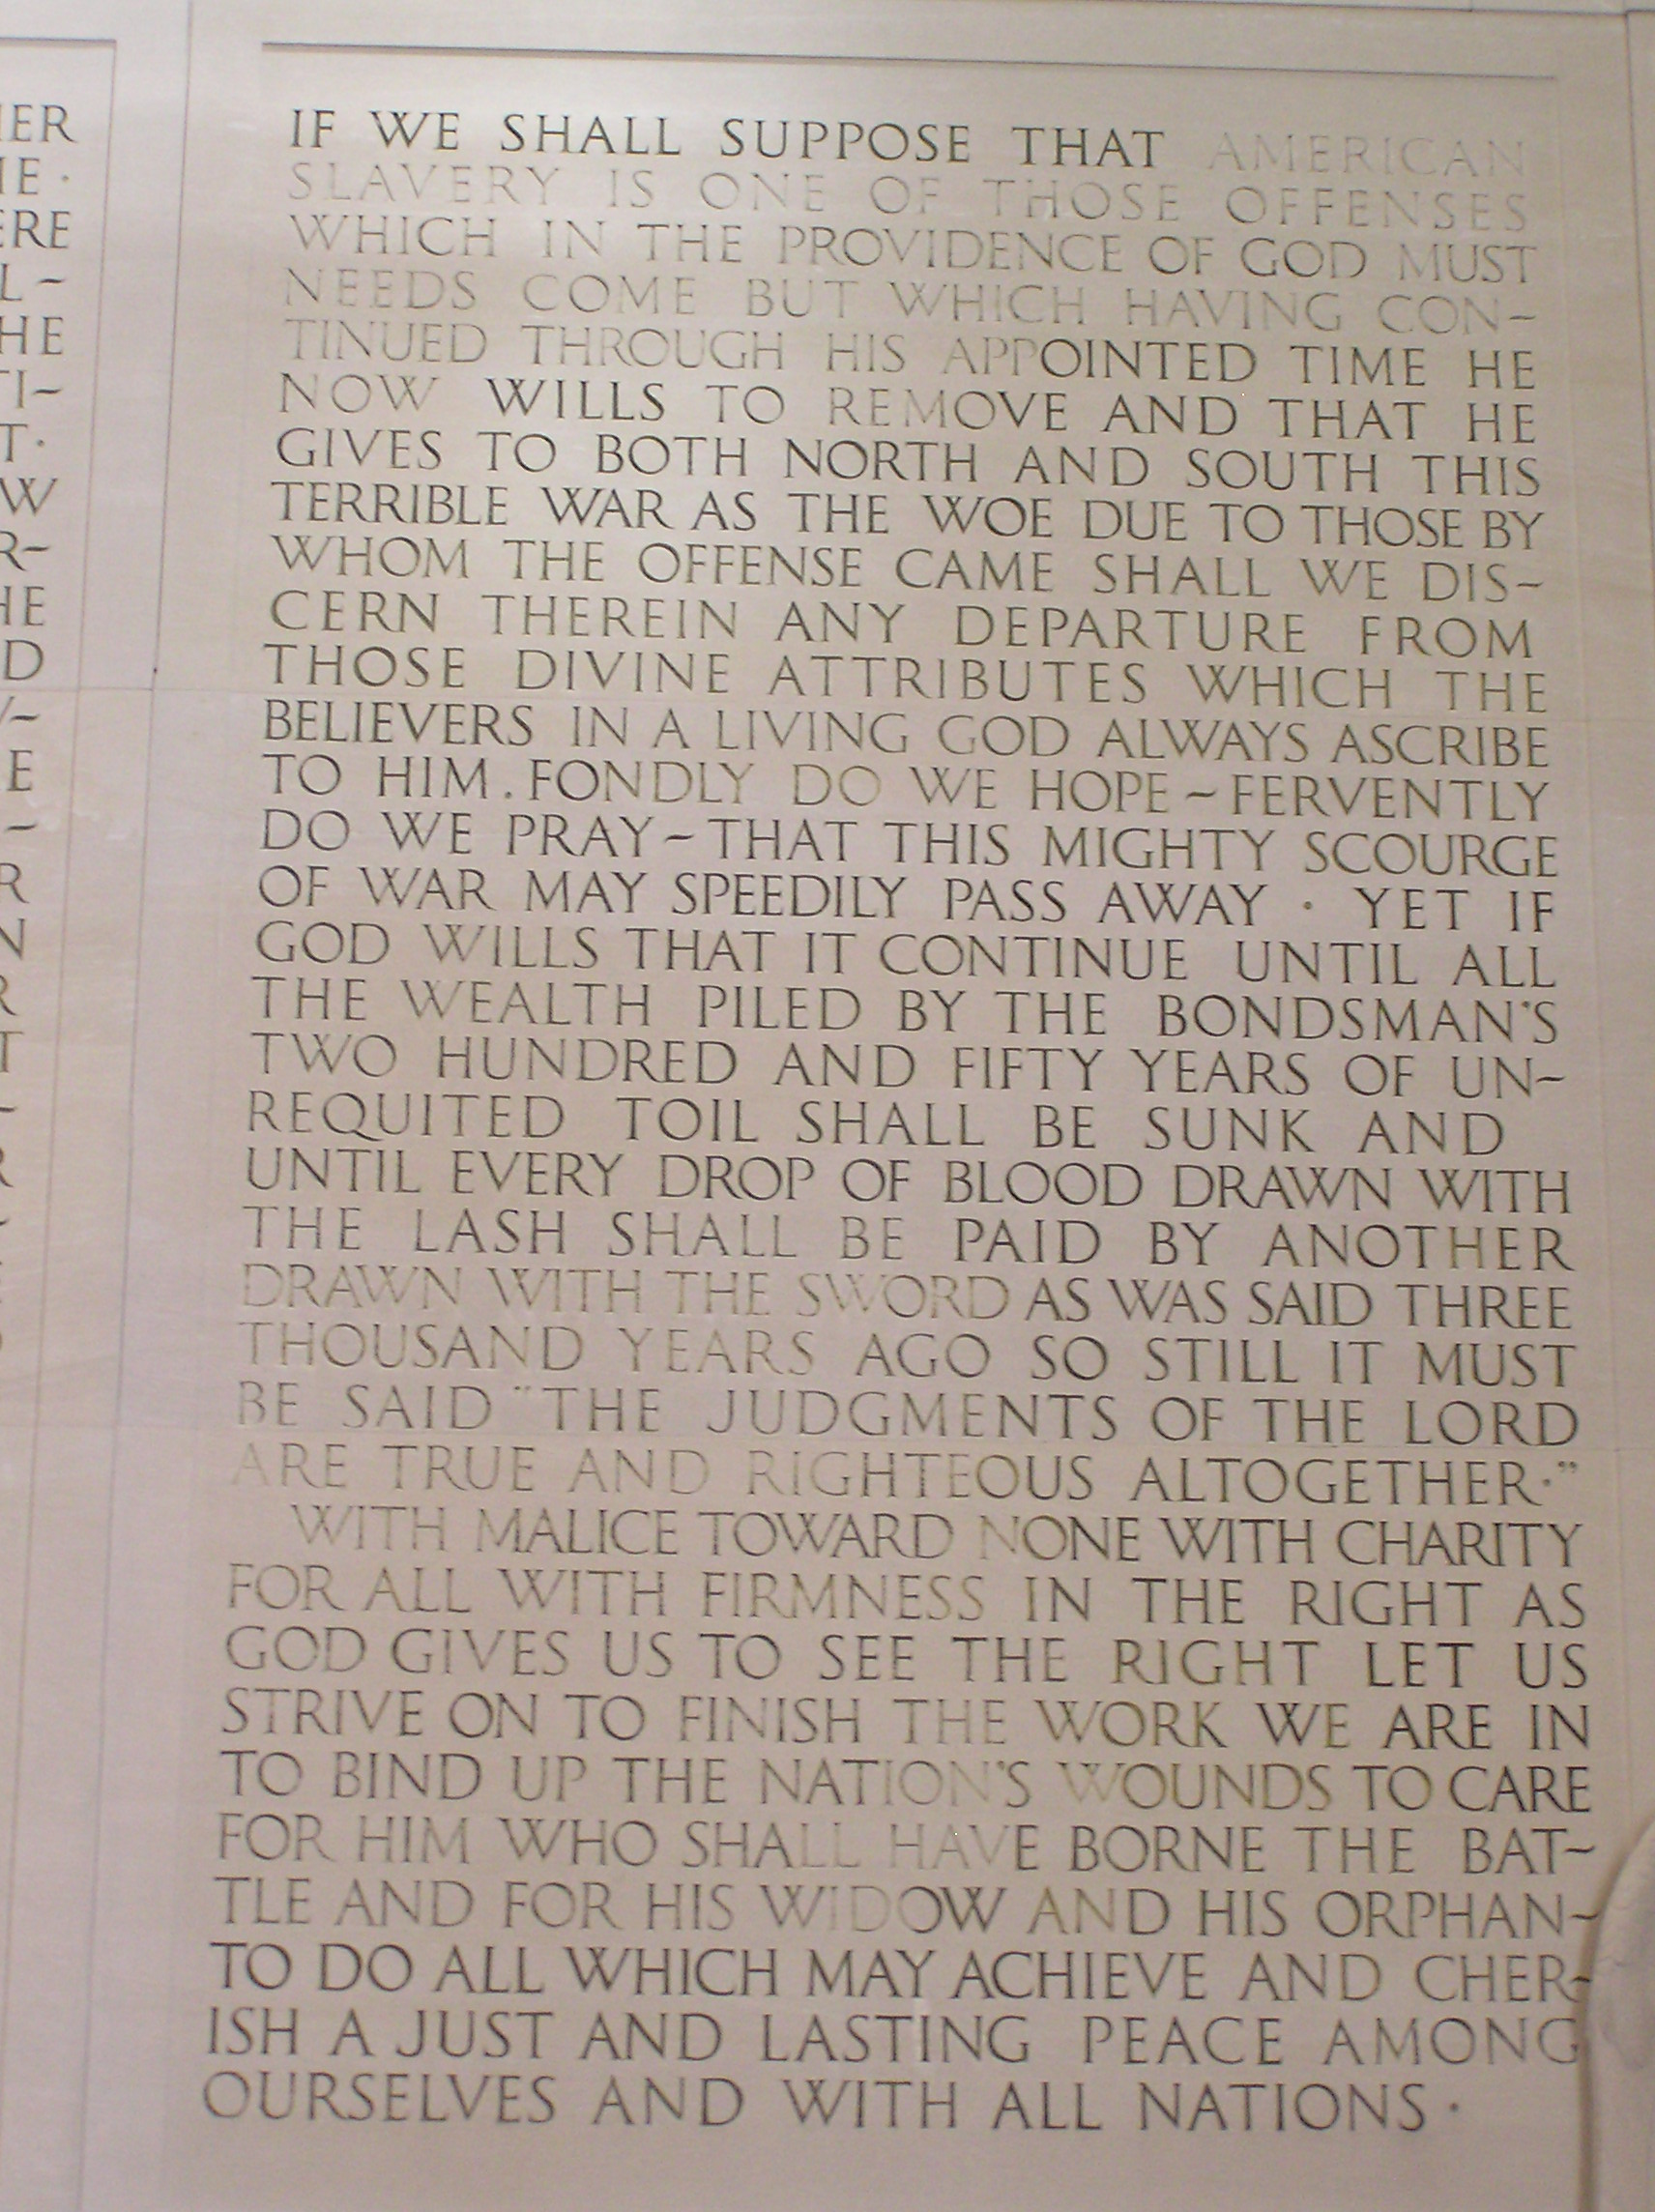 IF WE SHALL SUPPOSE THAT AMERICAN
SLAVERY IS ONE OF THOSE OFFENSES
WHICH IN THE PROVIDENCE OF GOD MUST
NEEDS COME BUT WHICH HAVING CON~
TINUED THROUGH HIS APPOINTED TIME HE
NOW WILLS TO REMOVE AND THAT HE
GIVES TO BOTH NORTH AND SOUTH THIS
TERRIBLE WAR AS THE WOE DUE TO THOSE BY
WHOM THE OFFENSE CAME SHALL WE DIS~
CERN THEREIN ANY DEPARTURE FROM
THOSE DIVINE ATTRIBUTES WHICH THE
BELIEVERS IN A LIVING GOD ALWAYS ASCRIBE
TO HIM. FONDLY DO WE HOPE ~ FERVENTLY
DO WE PRAY ~ THAT THIS MIGHTY SCOURGE
OF WAR MAY SPEEDILY PASS AWAY · YET IF
GOD WILLS THAT IT CONTINUE UNTIL ALL
THE WEALTH PILED BY THE BONDSMAN'S
TWO HUNDRED AND FIFTY YEARS OF UN~
REQUITED TOIL SHALL BE SUNK AND
UNTIL EVERY DROP OF BLOOD DRAWN WITH
THE LASH SHALL BE PAID BY ANOTHER
DRAWN WITH THE SWORD AS WAS SAID THREE
THOUSAND YEARS AGO SO STILL IT MUST
BE SAID "THE JUDGMENTS OF THE LORD
ARE TRUE AND RIGHTEOUS ALTOGETHER·"
WITH MALICE TOWARD NONE WITH CHARITY
FOR ALL WITH FIRMNESS IN THE RIGHT AS
GOD GIVES US TO SEE THE RIGHT LET US
STRIVE ON TO FINISH THE WORK WE ARE IN
TO BIND UP THE NATION'S WOUNDS TO CARE
FOR HIM WHO SHALL HAVE BORNE THE BAT~
TLE AND FOR HIS WIDOW AND HIS ORPHAN~
TO DO ALL WHICH MAY ACHIEVE AND CHER~
ISH A JUST AND LASTING PEACE AMONG
OURSELVES AND WITH ALL NATIONS ·